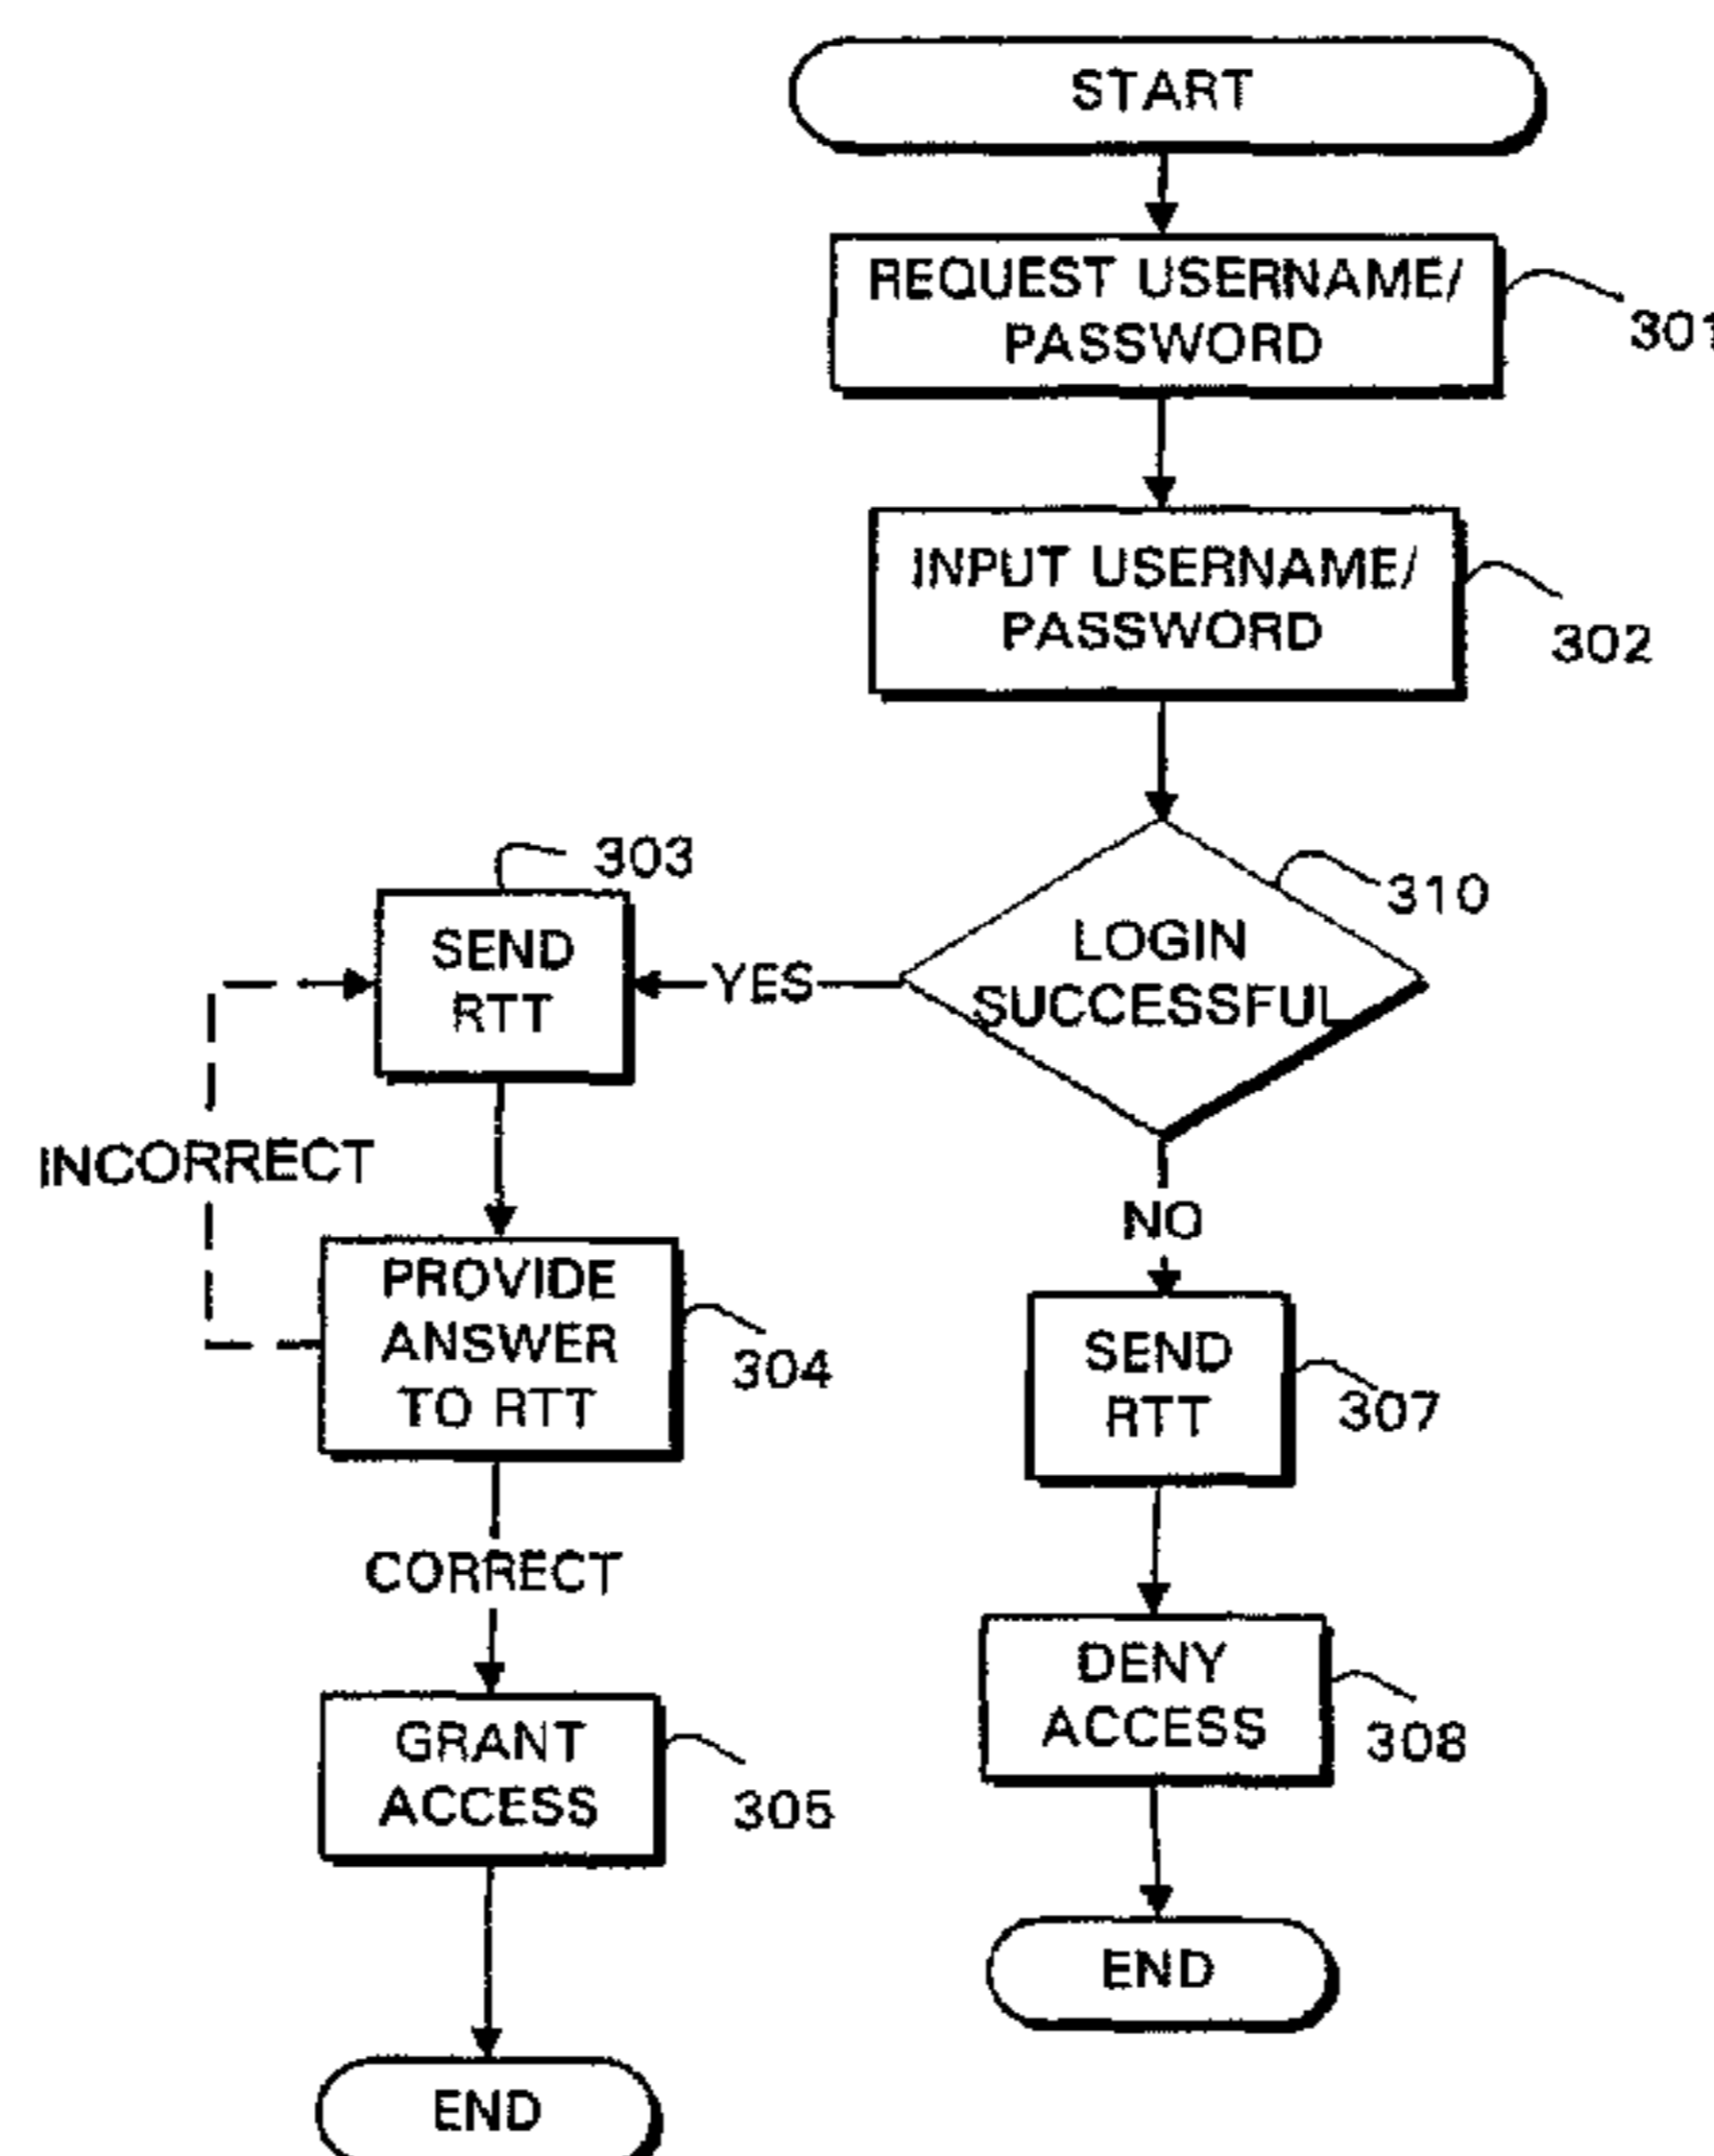 START
REQUEST USERNAME/
PASSWORD
301
INPUT USERNAME/
PASSWORD
302
303
SEND
RTT
YES
310
LOGIN
SUCCESSFUL
INCORRECT
NO
PROVIDE
ANSWER
TO RTT
304
SEND
RTT
307
CORRECT
DENY
ACCESS
308
GRANT
ACCESS
305
END
END